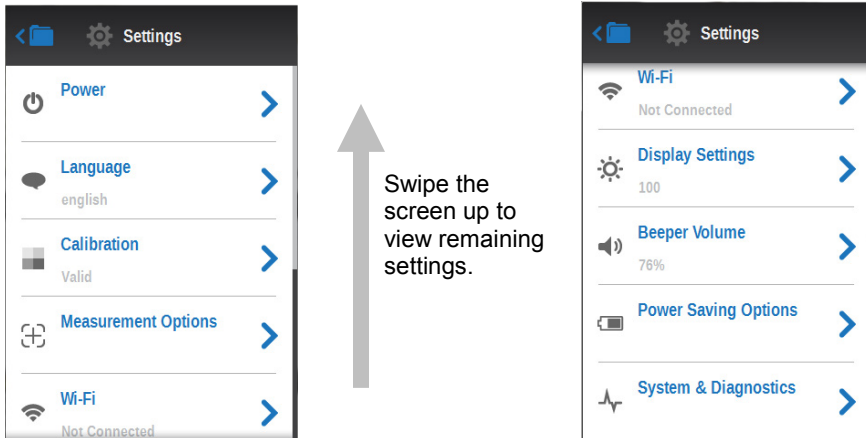 Settings
Power
Language
english
Calibration
Valid
Measurement Options
Wi-Fi
Not Connected
Swipe the
screen up to
view remaining
settings.
Settings
Wi-Fi
Not Connected
Display Settings
100
Beeper Volume
76%
Power Saving Options
System & Diagnostics